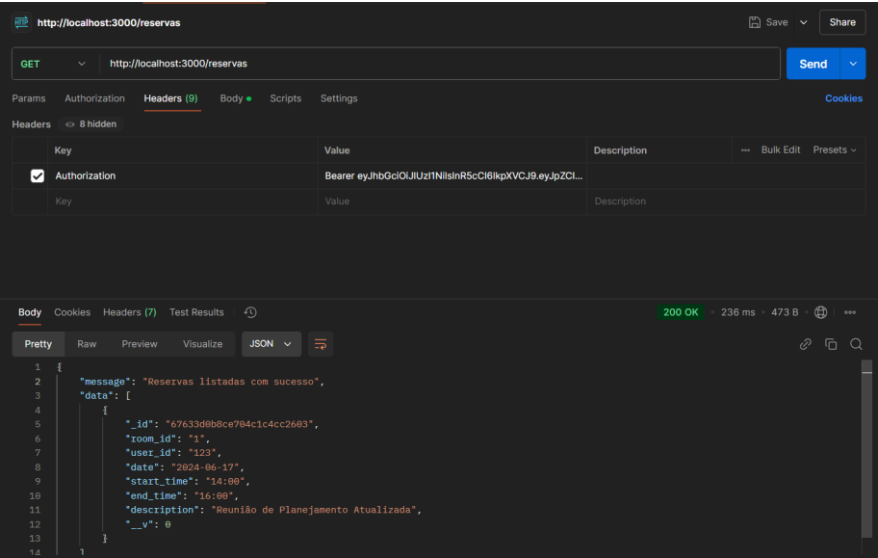 HTTP http://localhost:3000/reservas Save Share
GET http://localhost:3000/reservas Send
Params Authorization Headers (9) Body Scripts Settings Cookies
Headers 8 hidden
Key Value Description ••• Bulk Edit Presets
Authorization Bearer eyJhbGciOiJIUzI1NiIsInR5cCI6IkpXVCJ9.eyJpZCI...
Key Value Description
Body Cookies Headers (7) Test Results 200 OK • 236 ms • 473 B •••
Pretty Raw Preview Visualize JSON
1 {
2 "message": "Reservas listadas com sucesso",
3 "data": [
4 {
5 "_id": "67633d0b8ce704c1c4cc2603",
6 "room_id": "1",
7 "user_id": "123",
8 "date": "2024-06-17",
9 "start_time": "14:00",
10 "end_time": "16:00",
11 "description": "Reunião de Planejamento Atualizada",
12 "__v": 0
13 }
14 ]